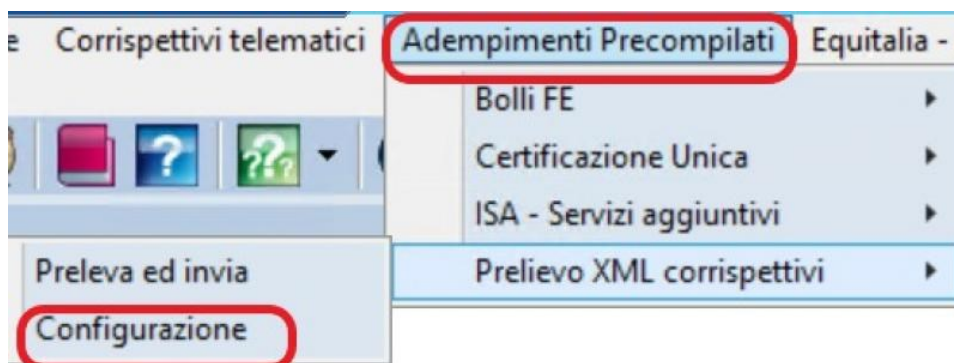 e Corrispettivi telematici Adempimenti Precompilati Equitalia -
Bolli FE
Certificazione Unica
ISA - Servizi aggiuntivi
Prelievo XML corrispettivi
Preleva ed invia
Configurazione